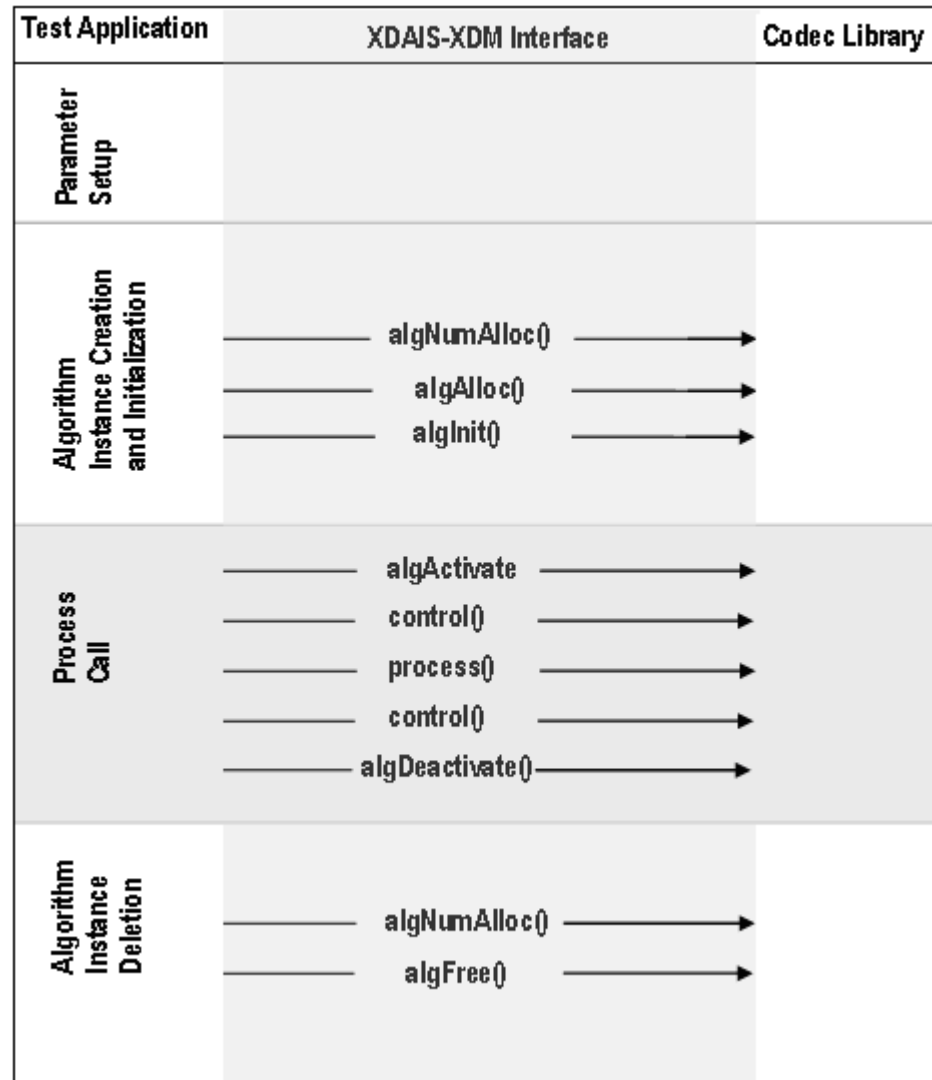 Test Application
XDAIS-XDM Interface
Codec Library
Parameter
Setup
Algorithm
Instance Creation
and Initialization
algNumAlloc()
algAlloc()
algInit()
Process
Call
algActivate
control()
process()
control()
algDeactivate()
Algorithm
Instance
Deletion
algNumAlloc()
algFree()